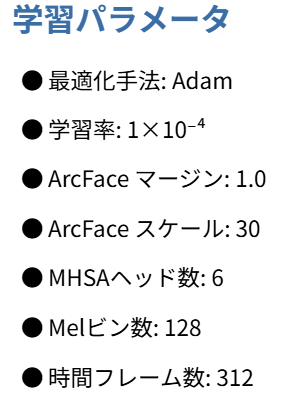 学習パラメータ
● 最適化手法: Adam
● 学習率: 1×10⁻⁴
● ArcFace マージン: 1.0
● ArcFace スケール: 30
● MHSAヘッド数: 6
● Melビン数: 128
● 時間フレーム数: 312